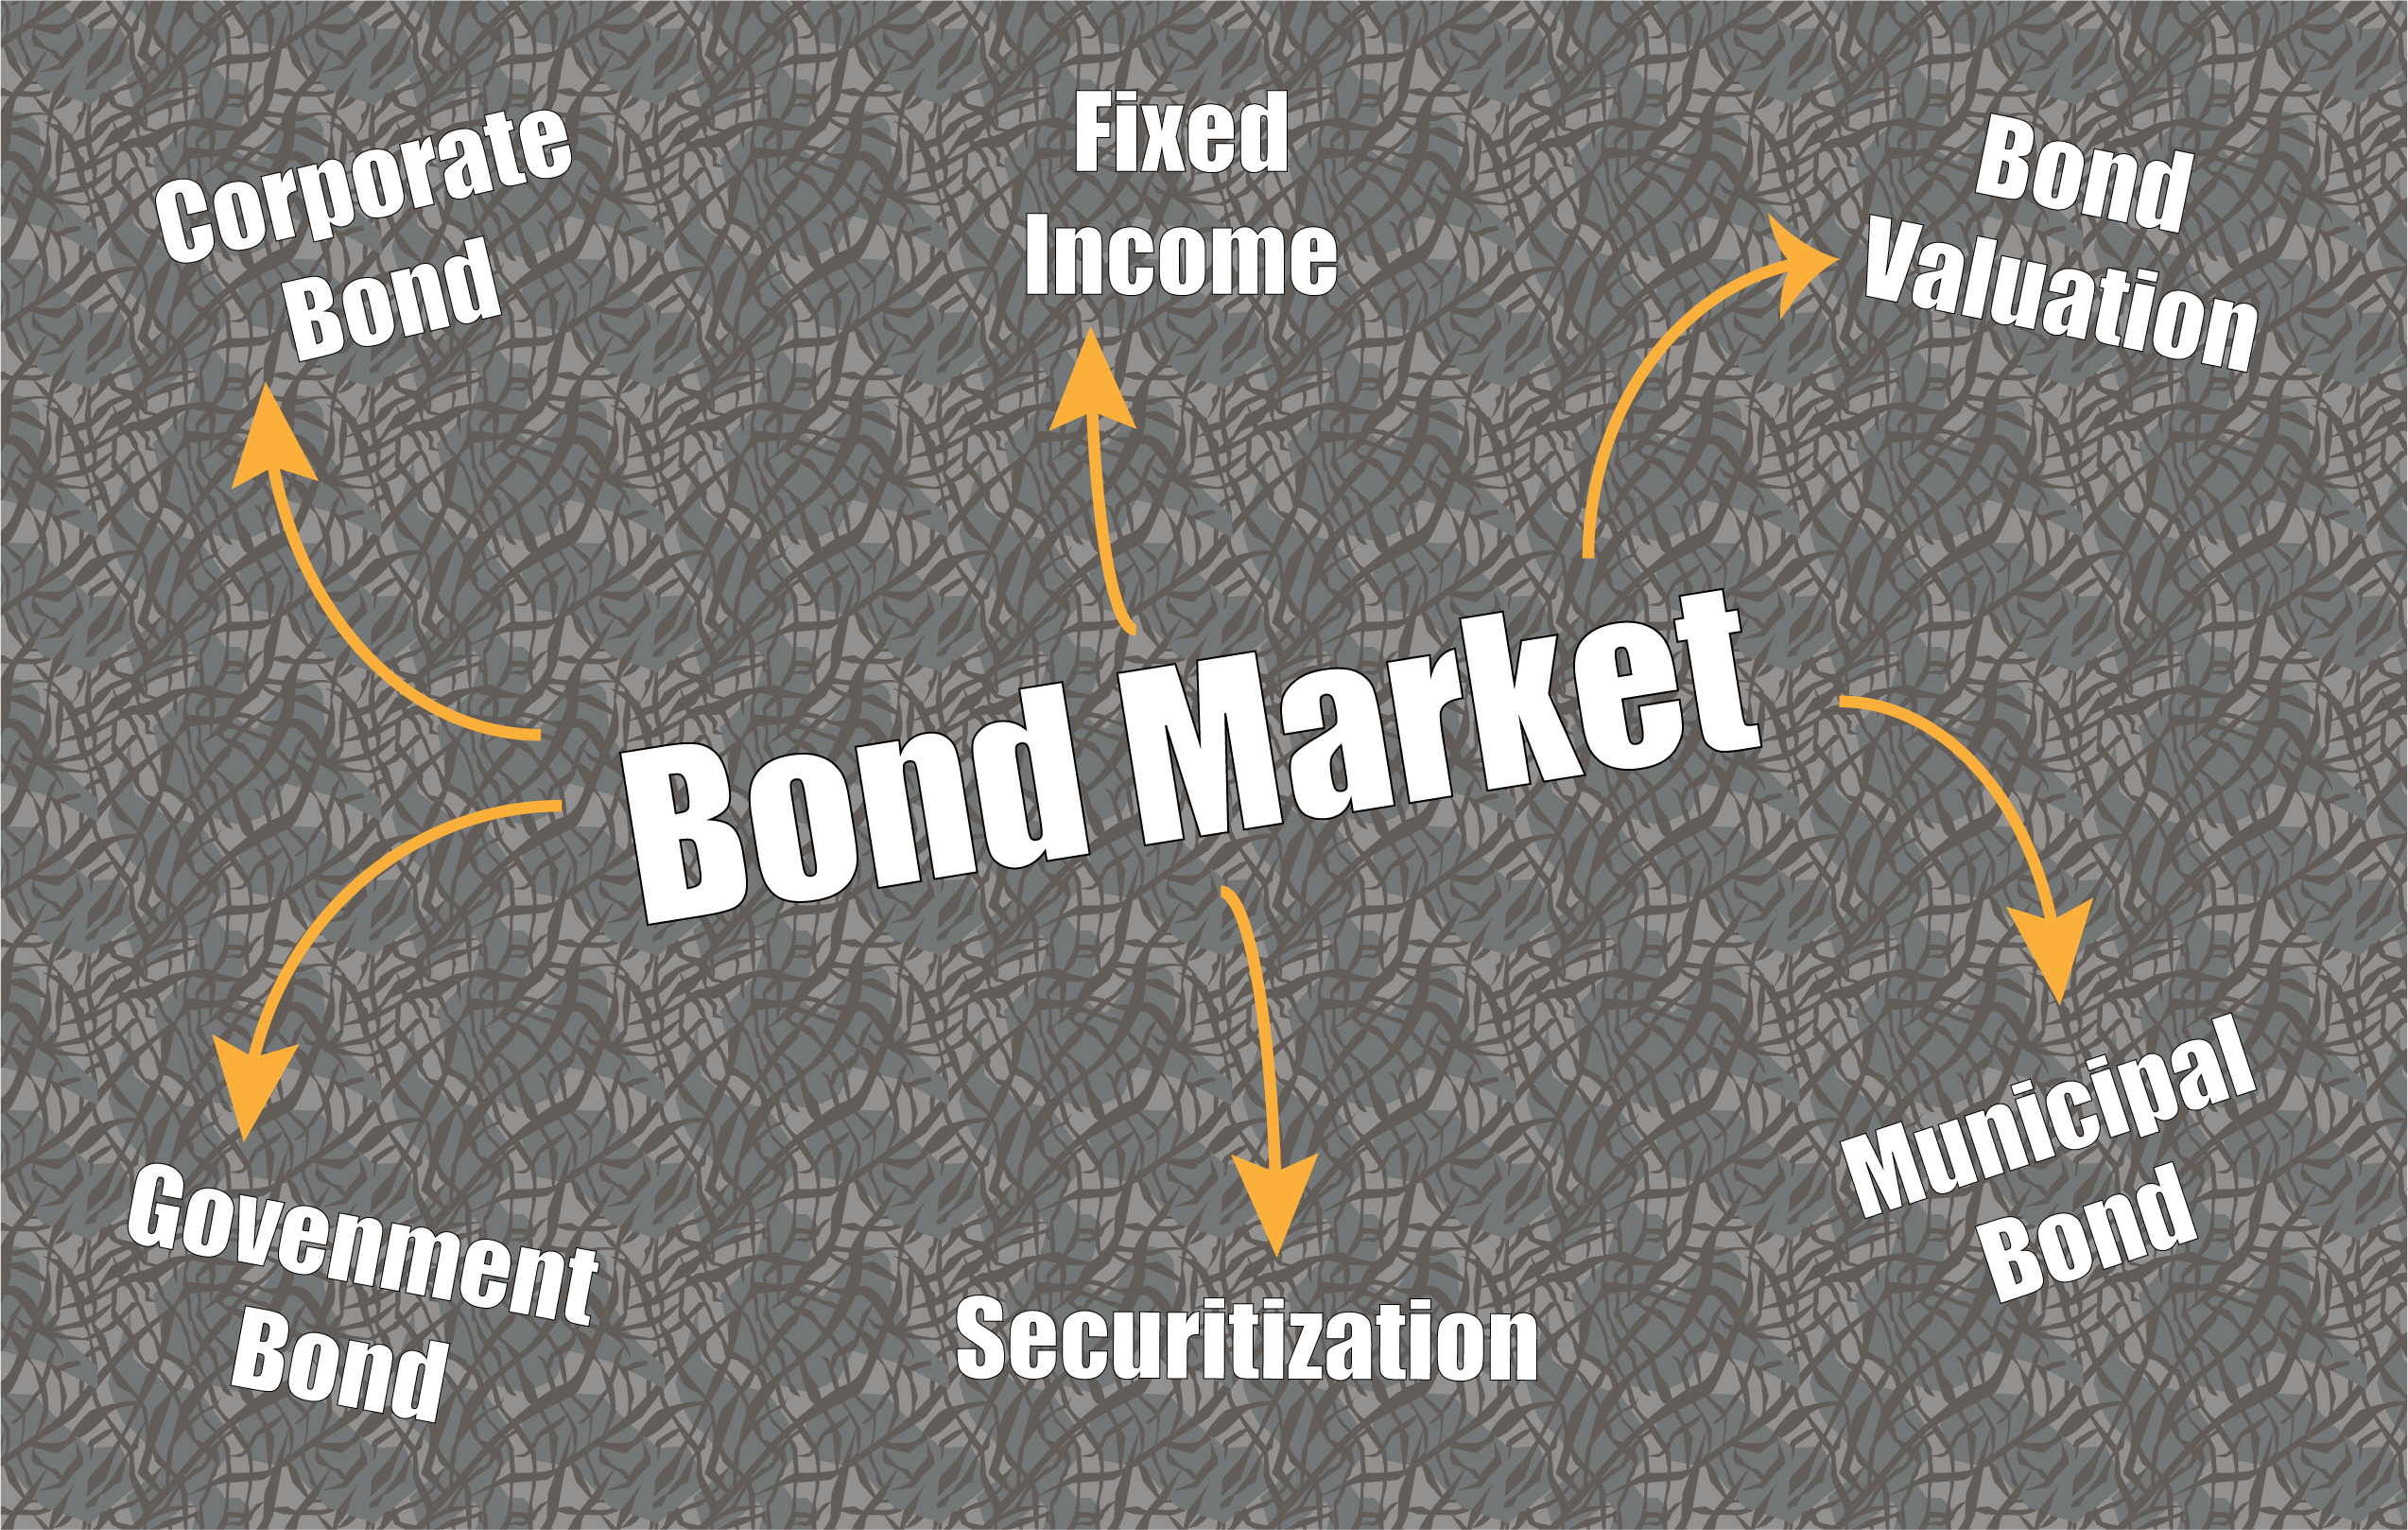 Corporate
Bond
Fixed
Income
Bond
Valuation
Bond Market
Govenment
Bond
Securitization
Municipal
Bond